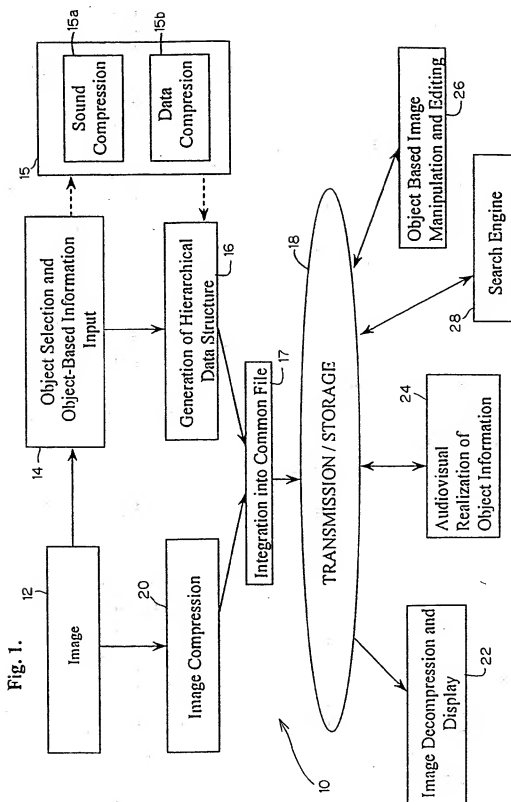 Fig. 1.
12
Image
14
Object Selection and
Object-Based Information
Input
15
Sound
Compression
15a
Data
Compresion
15b
20
Image Compression
Generation of Hierarchical
Data Structure
16
Integration into Common File
17
TRANSMISSION / STORAGE
18
10
Image Decompression and
Display
22
Audiovisual
Realization of
Object Information
24
Search Engine
28
Object Based Image
Manipulation and Editing
26